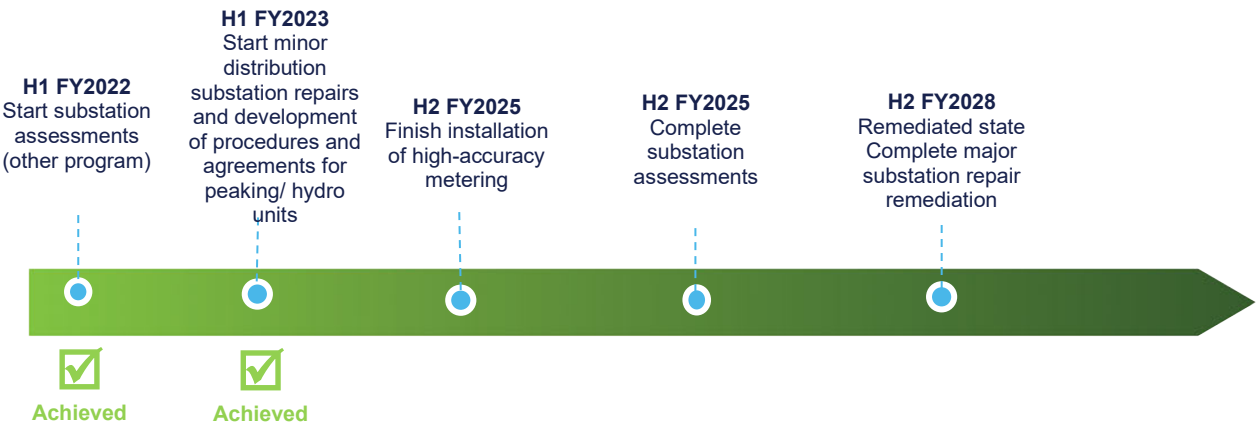 H1 FY2022
Start substation
assessments
(other program)
H1 FY2023
Start minor
distribution
substation repairs
and development
of procedures and
agreements for
peaking/ hydro
units
H2 FY2025
Finish installation
of high-accuracy
metering
H2 FY2025
Complete
substation
assessments
H2 FY2028
Remediated state
Complete major
substation repair
remediation
Achieved
Achieved